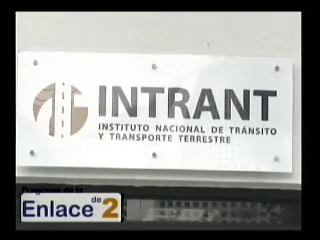 INTRANT
INSTITUTO NACIONAL DE TRÁNSITO
Y TRANSPORTE TERRESTRE
Enlace de 2